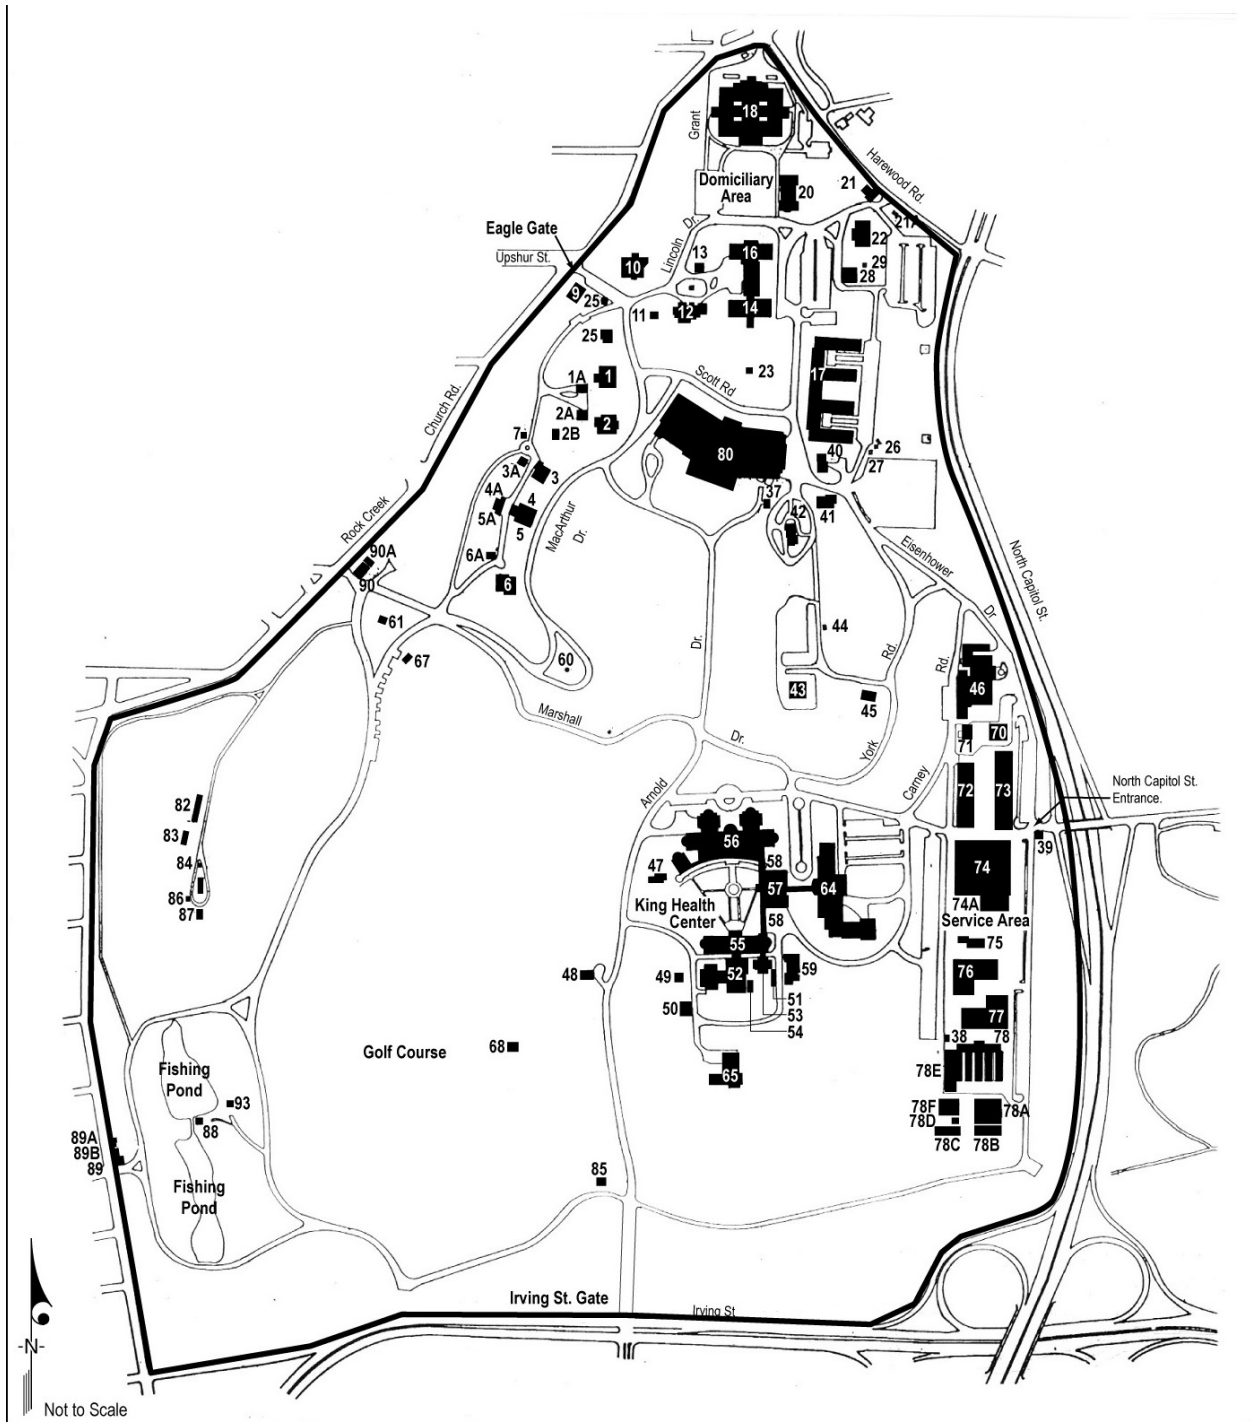 18
Grant
Harewood Rd.
Domiciliary
Area
20
21
21A
Dr.
Lincoln
22
Eagle Gate
Upshur St.
13
16
10
29
28
9
25
11
12
14
25
17
1A
1
23
Scott Rd
Church Rd.
2A
2
7
2B
80
40
26
27
3A
3
4A
4
37
42
41
5A
5
MacArthur
Dr.
Rock Creek
90A
90
6A
6
Eisenhower
Dr.
North Capitol St.
61
44
67
60
Dr.
Rd.
Rd.
46
43
45
Marshall
Dr.
York
71
70
Arnold
Carney
72
73
North Capitol St.
Entrance.
82
83
56
39
84
47
58
57
64
74
86
87
King Health
Center
74A
Service Area
58
55
75
48
49
52
59
76
51
53
54
50
77
38
78
68
Golf Course
65
78E
Fishing
Pond
93
88
78F
78A
78D
78C
78B
89A
89B
89
85
Fishing
Pond
Irving St. Gate
Irving St
-N-
Not to Scale